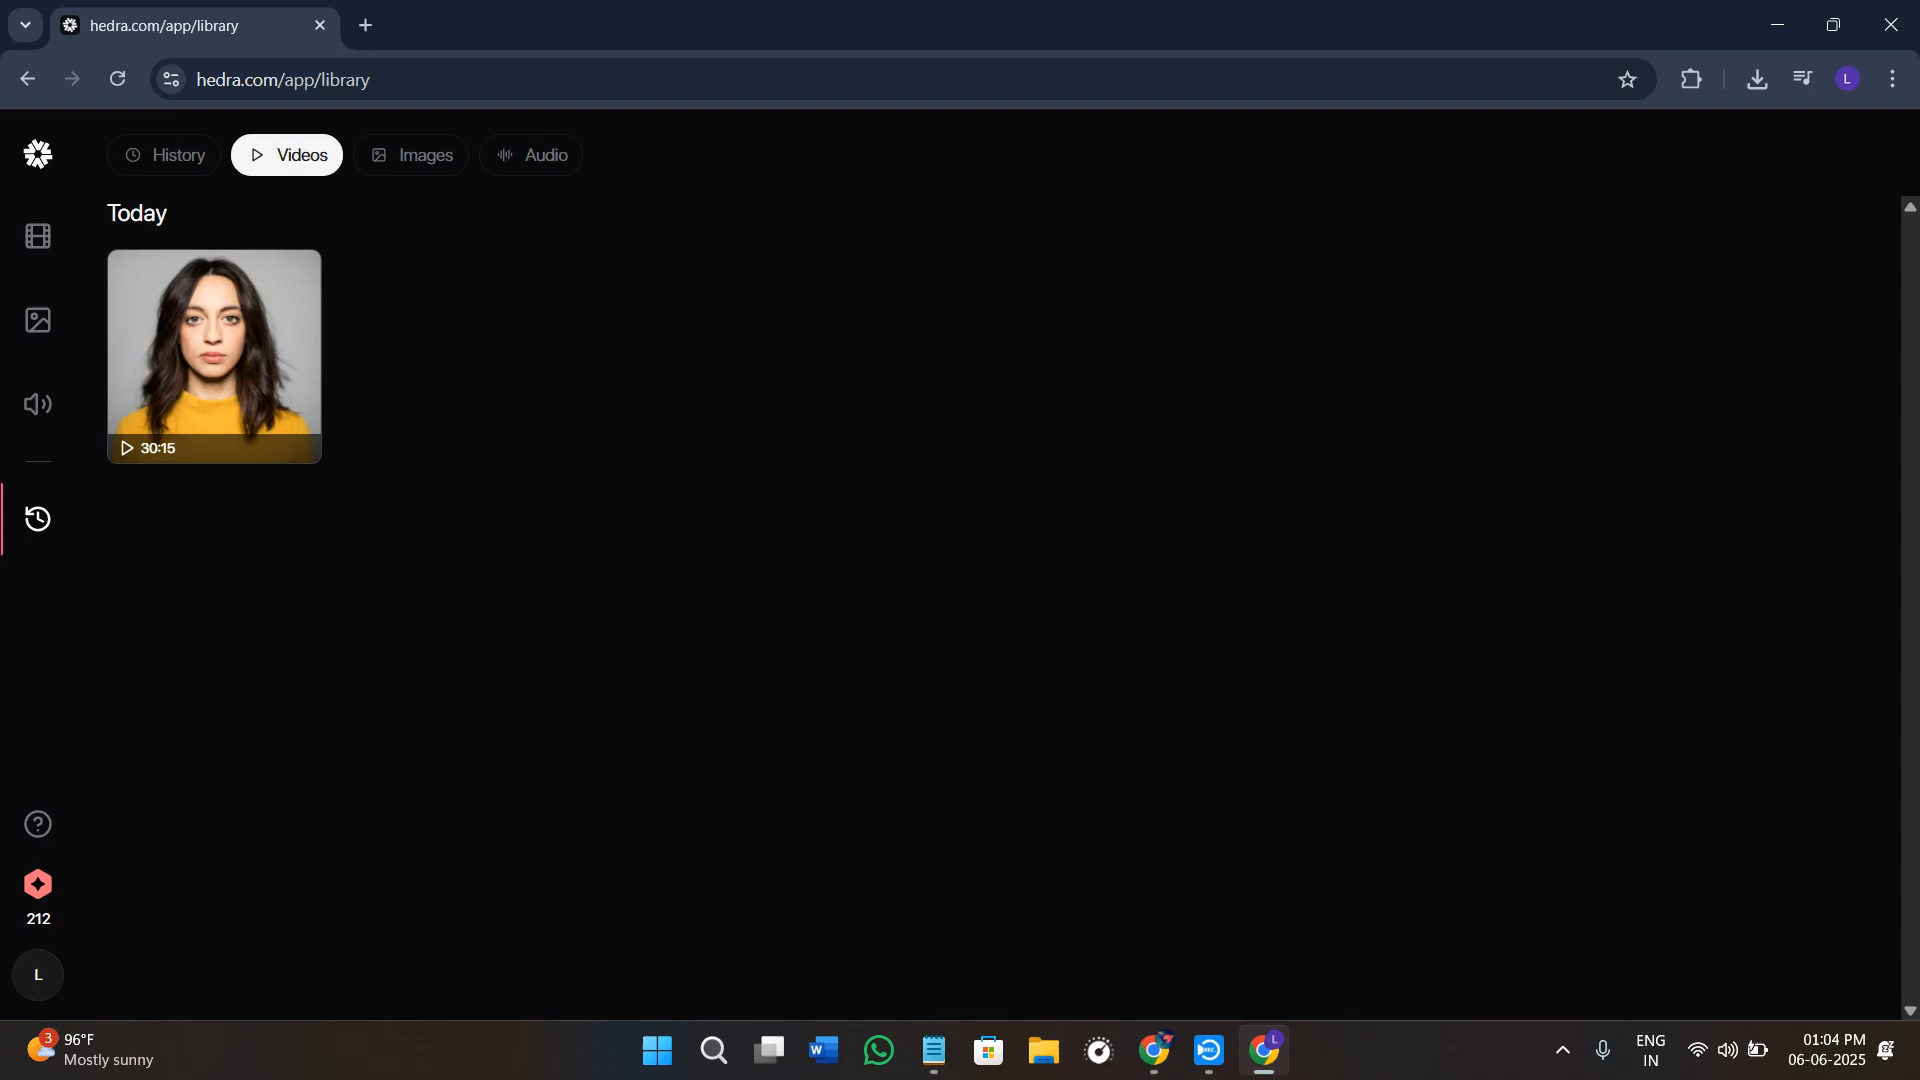 hedra.com/app/library
hedra.com/app/library
L
History
Videos
Images
Audio
Today
30:15
212
L
3
96°F
Mostly sunny
W
L
ENG
IN
01:04 PM
06-06-2025